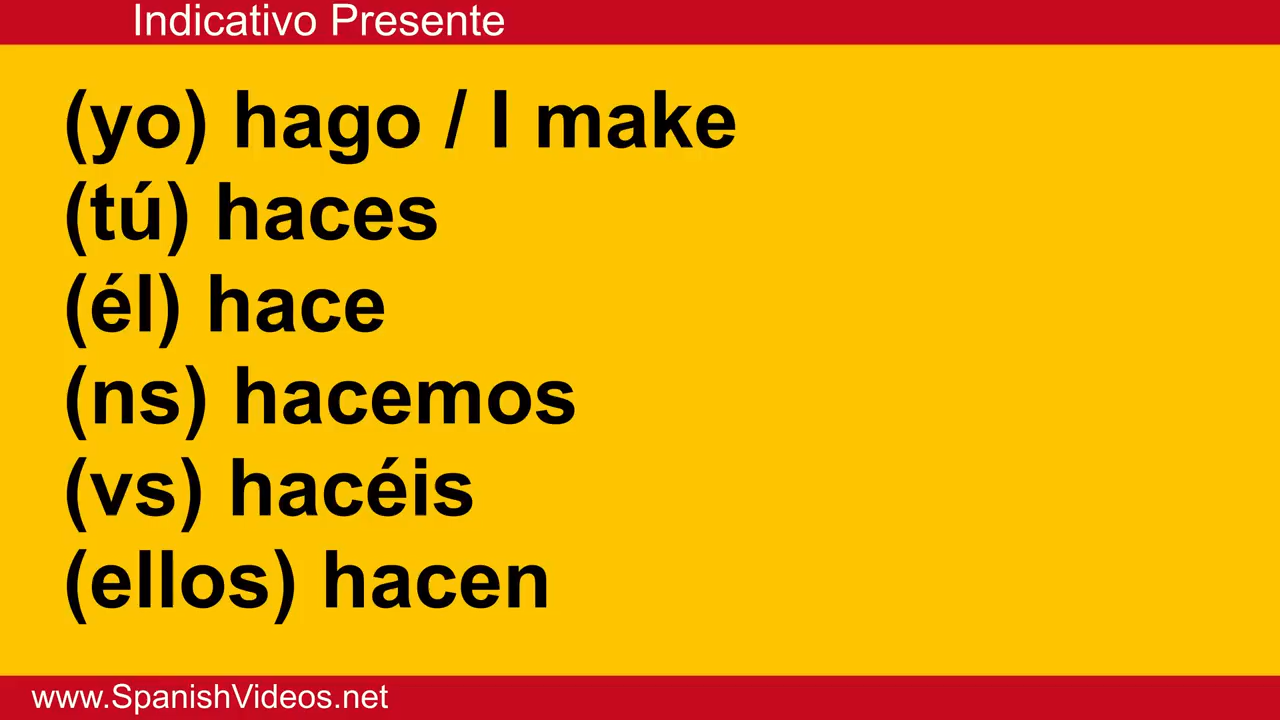 Indicativo Presente
(yo) hago / I make
(tú) haces
(él) hace
(ns) hacemos
(vs) hacéis
(ellos) hacen
www.SpanishVideos.net